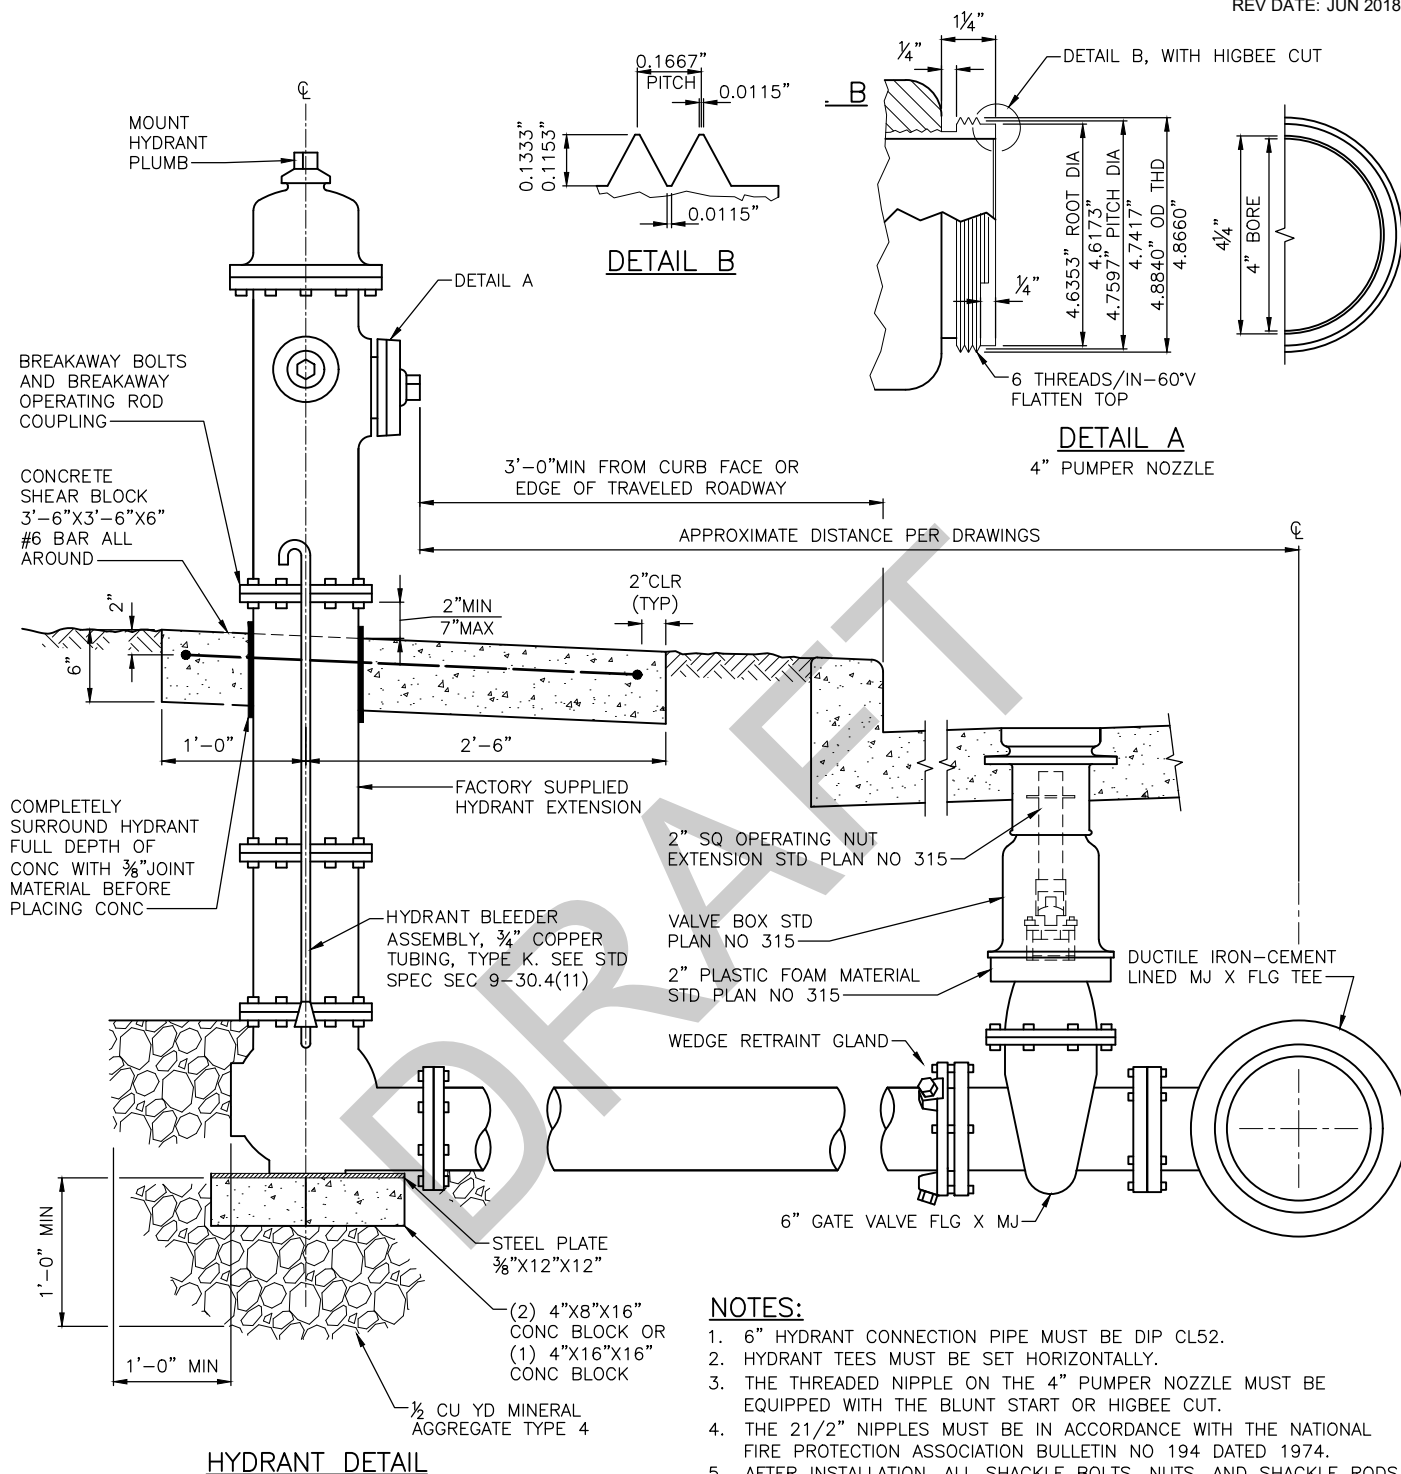 REV DATE: JUN 2018
℄
MOUNT
HYDRANT
PLUMB
0.1667”
PITCH
0.0115”
0.1333”
0.1153”
0.0115”
DETAIL B
. B
1¼”
¼”
DETAIL B, WITH HIGBEE CUT
4.6353” ROOT DIA
4.6173”
4.7597” PITCH DIA
4.7417”
4.8840” OD THD
4.8660”
¼”
4¼”
4” BORE
6 THREADS/IN–60°V
FLATTEN TOP
DETAIL A
4” PUMPER NOZZLE
DETAIL A
BREAKAWAY BOLTS
AND BREAKAWAY
OPERATING ROD
COUPLING
CONCRETE
SHEAR BLOCK
3’–6”X3’–6”X6”
#6 BAR ALL
AROUND
3’–0”MIN FROM CURB FACE OR
EDGE OF TRAVELED ROADWAY
APPROXIMATE DISTANCE PER DRAWINGS
℄
2”
6”
2”MIN
7”MAX
2”CLR
(TYP)
1’–0”
2’–6”
FACTORY SUPPLIED
HYDRANT EXTENSION
COMPLETELY
SURROUND HYDRANT
FULL DEPTH OF
CONC WITH ⅜”JOINT
MATERIAL BEFORE
PLACING CONC
2” SQ OPERATING NUT
EXTENSION STD PLAN NO 315
HYDRANT BLEEDER
ASSEMBLY, ¾” COPPER
TUBING, TYPE K. SEE STD
SPEC SEC 9–30.4(11)
VALVE BOX STD
PLAN NO 315
2” PLASTIC FOAM MATERIAL
STD PLAN NO 315
DUCTILE IRON–CEMENT
LINED MJ X FLG TEE
WEDGE RETRAINT GLAND
DRAFT
6” GATE VALVE FLG X MJ
1’–0” MIN
STEEL PLATE
⅜”X12”X12”
(2) 4”X8”X16”
CONC BLOCK OR
(1) 4”X16”X16”
CONC BLOCK
1’–0” MIN
½ CU YD MINERAL
AGGREGATE TYPE 4
HYDRANT DETAIL
NOTES:
1. 6” HYDRANT CONNECTION PIPE MUST BE DIP CL52.
2. HYDRANT TEES MUST BE SET HORIZONTALLY.
3. THE THREADED NIPPLE ON THE 4” PUMPER NOZZLE MUST BE
EQUIPPED WITH THE BLUNT START OR HIGBEE CUT.
4. THE 21/2” NIPPLES MUST BE IN ACCORDANCE WITH THE NATIONAL
FIRE PROTECTION ASSOCIATION BULLETIN NO 194 DATED 1974.
5. AFTER INSTALLATION, ALL SHACKLE BOLTS, NUTS, AND SHACKLE RODS